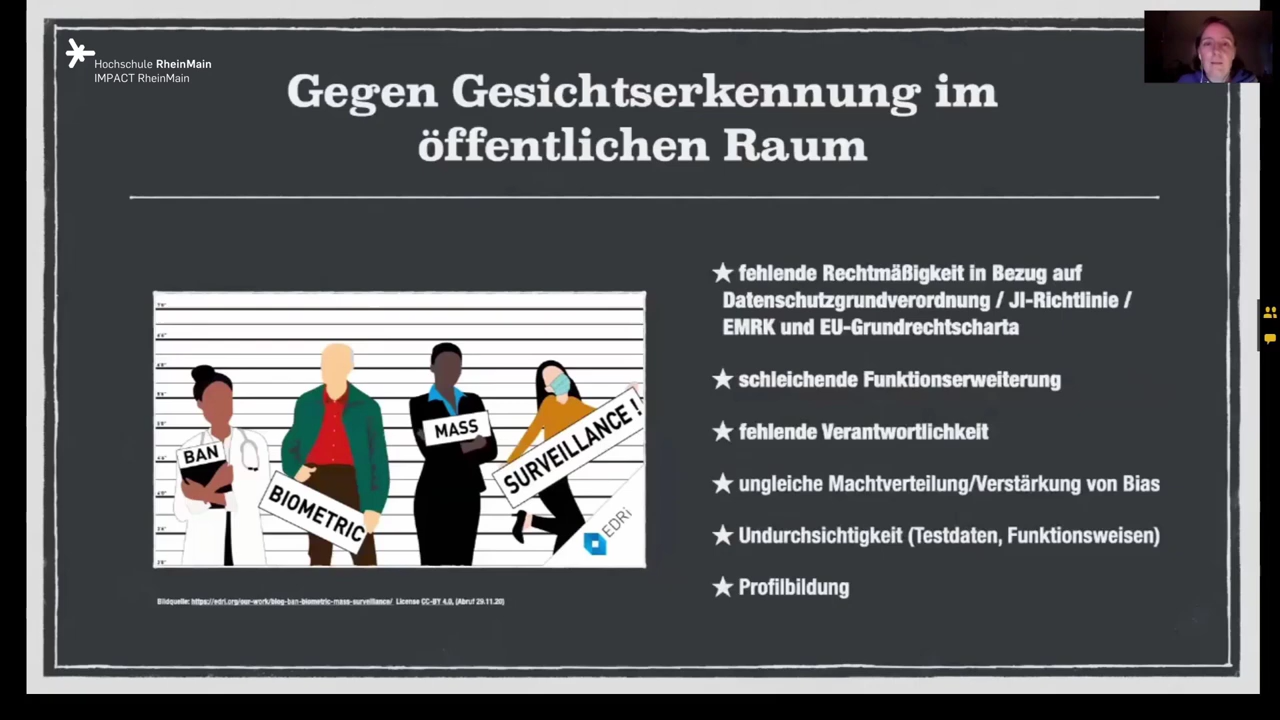 Hochschule RheinMain
IMPACT RheinMain
Gegen Gesichtserkennung im
öffentlichen Raum
★ fehlende Rechtmäßigkeit in Bezug auf
Datenschutzgrundverordnung / JI-Richtlinie /
EMRK und EU-Grundrechtscharta
★ schleichende Funktionserweiterung
★ fehlende Verantwortlichkeit
★ ungleiche Machtverteilung/Verstärkung von Bias
★ Undurchsichtigkeit (Testdaten, Funktionsweisen)
★ Profilbildung
BAN
BIOMETRIC
MASS
SURVEILLANCE !
EDRi
Bildquelle: https://edri.org/our-work/blog-ban-biometric-mass-surveillance/ License CC-BY 4.0, (Abruf 29.11.20)